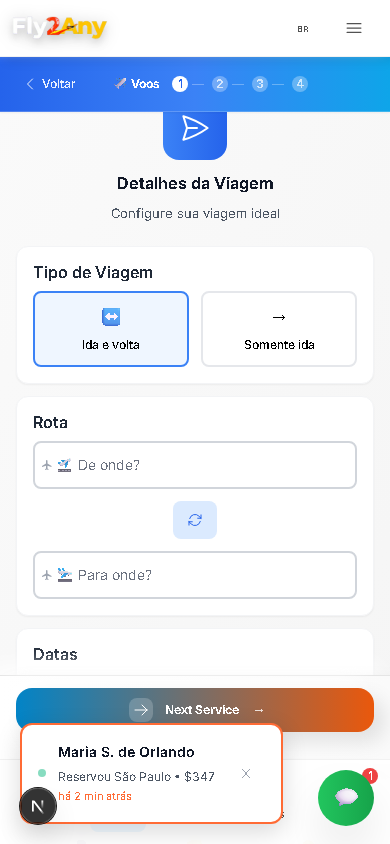 Fly2Any
BR
Voltar
Voos 1 2 3 4
Detalhes da Viagem
Configure sua viagem ideal
Tipo de Viagem
Ida e volta
→ Somente ida
Rota
De onde?
Para onde?
Datas
Next Service →
Maria S. de Orlando
Reservou São Paulo • $347
há 2 min atrás
N
1